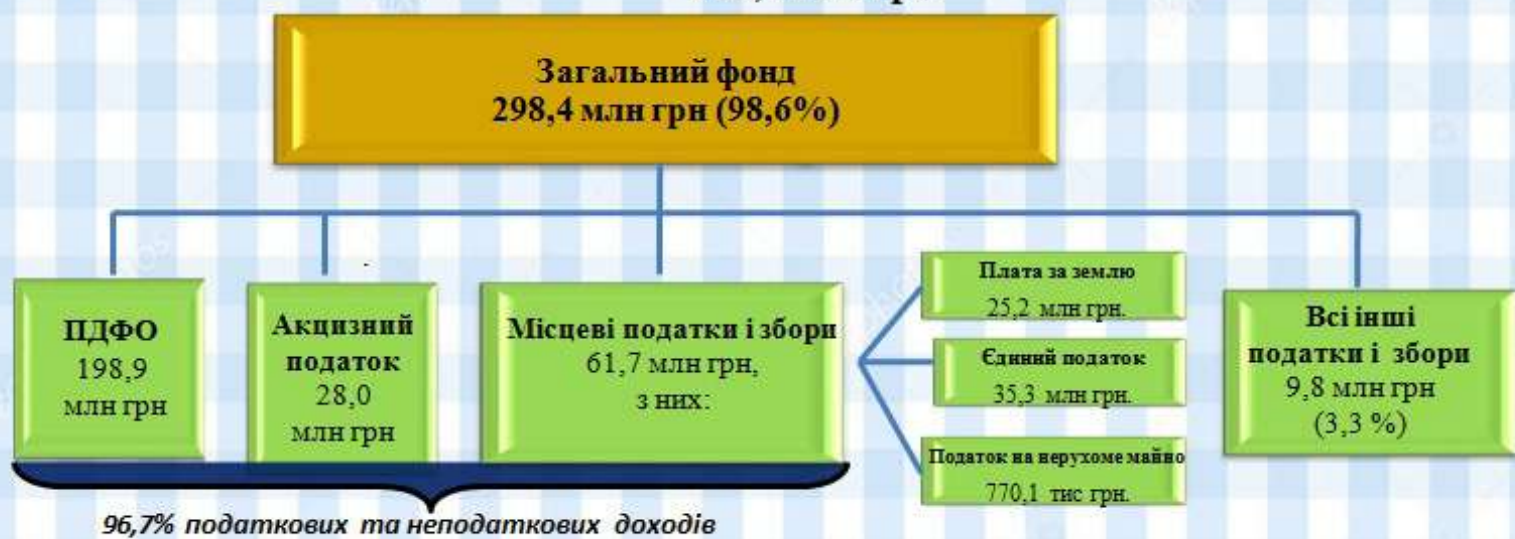 Загальний фонд
298,4 млн грн (98,6%)
ПДФО
198,9
млн грн
Акцизний
податок
28,0
млн грн
Місцеві податки і збори
61,7 млн грн,
з них:
Плата за землю
25,2 млн грн.
Єдиний податок
35,3 млн грн.
Податок на нерухоме майно
770,1 тис грн.
Всі інші
податки і збори
9,8 млн грн
(3,3 %)
96,7% податкових та неподаткових доходів